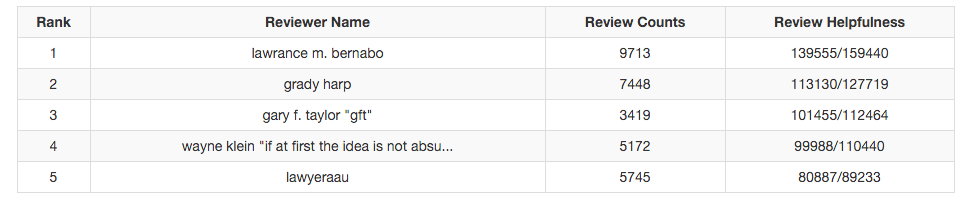 Rank Reviewer Name Review Counts Review Helpfulness
1 lawrance m. bernabo 9713 139555/159440
2 grady harp 7448 113130/127719
3 gary f. taylor "gft" 3419 101455/112464
4 wayne klein "if at first the idea is not absu... 5172 99988/110440
5 lawyeraau 5745 80887/89233